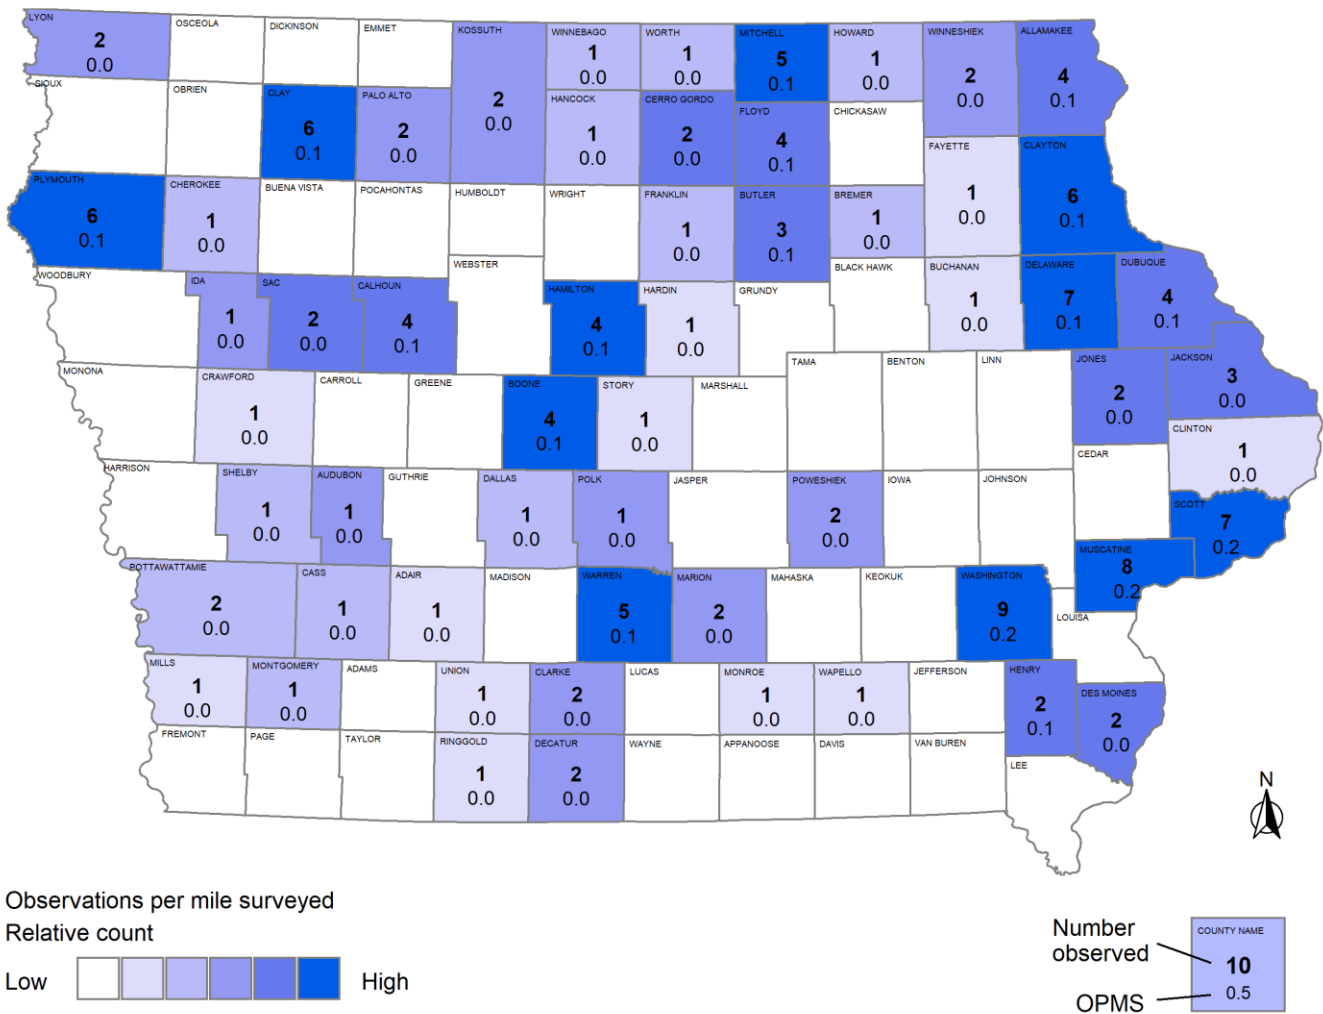 LYON
2
0.0
OSCEOLA
DICKINSON
EMMET
KOSSUTH
2
0.0
WINNEBAGO
1
0.0
WORTH
1
0.0
MITCHELL
5
0.1
HOWARD
1
0.0
WINNESHIEK
2
0.0
ALLAMAKEE
4
0.1
SIOUX
OBRIEN
CLAY
6
0.1
PALO ALTO
2
0.0
HANCOCK
1
0.0
CERRO GORDO
2
0.0
FLOYD
4
0.1
CHICKASAW
FAYETTE
1
0.0
CLAYTON
6
0.1
PLYMOUTH
6
0.1
CHEROKEE
1
0.0
BUENA VISTA
POCAHONTAS
HUMBOLDT
WRIGHT
FRANKLIN
1
0.0
BUTLER
3
0.1
BREMER
1
0.0
WOODBURY
IDA
1
0.0
SAC
2
0.0
CALHOUN
4
0.1
WEBSTER
HAMILTON
4
0.1
HARDIN
1
0.0
GRUNDY
BLACK HAWK
BUCHANAN
1
0.0
DELAWARE
7
0.1
DUBUQUE
4
0.1
MONONA
CRAWFORD
1
0.0
CARROLL
GREENE
BOONE
4
0.1
STORY
1
0.0
MARSHALL
TAMA
BENTON
LINN
JONES
2
0.0
JACKSON
3
0.0
CLINTON
1
0.0
CEDAR
HARRISON
SHELBY
1
0.0
AUDUBON
1
0.0
GUTHRIE
DALLAS
1
0.0
POLK
1
0.0
JASPER
POWESHIEK
2
0.0
IOWA
JOHNSON
SCOTT
7
0.2
MUSCATINE
8
0.2
POTTAWATTAMIE
2
0.0
CASS
1
0.0
ADAIR
1
0.0
MADISON
WARREN
5
0.1
MARION
2
0.0
MAHASKA
KEOKUK
WASHINGTON
9
0.2
LOUISA
MILLS
1
0.0
MONTGOMERY
1
0.0
ADAMS
UNION
1
0.0
CLARKE
2
0.0
LUCAS
MONROE
1
0.0
WAPELLO
1
0.0
JEFFERSON
HENRY
2
0.1
DES MOINES
2
0.0
FREMONT
PAGE
TAYLOR
RINGGOLD
1
0.0
DECATUR
2
0.0
WAYNE
APPANOOSE
DAVIS
VAN BUREN
LEE
N
Observations per mile surveyed
Relative count
Low
High
Number
observed
OPMS
COUNTY NAME
10
0.5